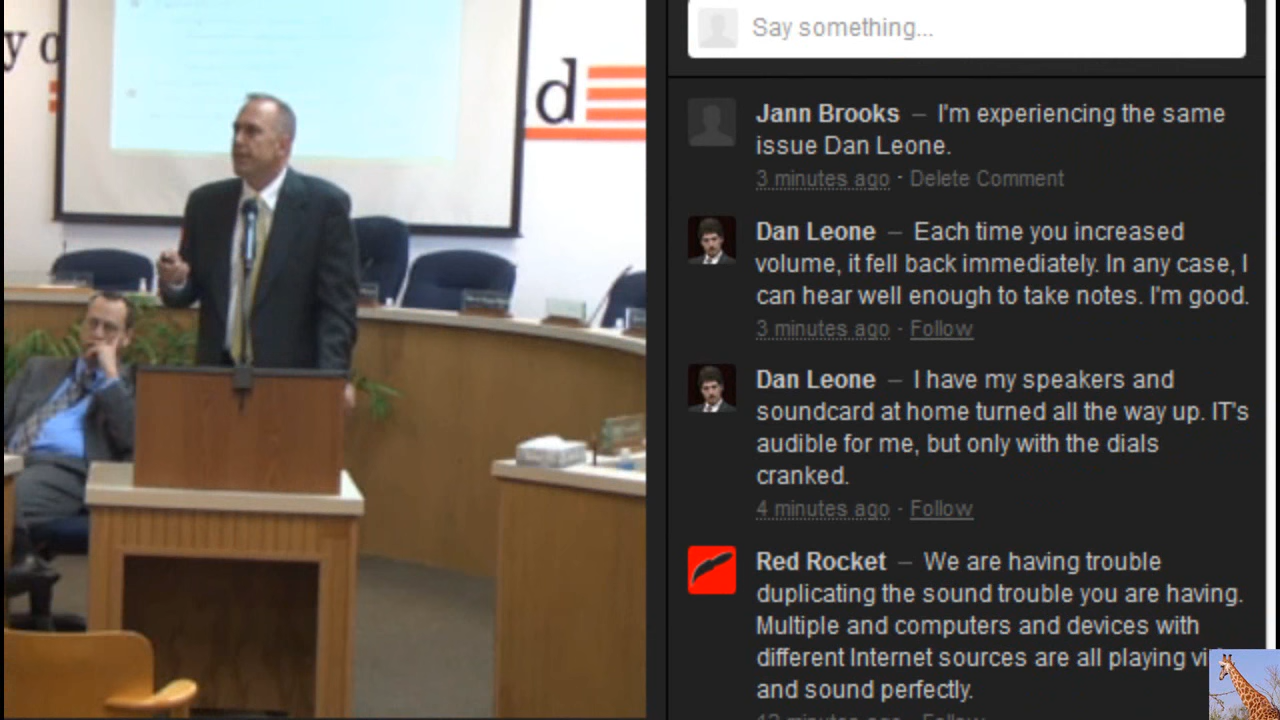 y o
d
Say something...
Jann Brooks – I'm experiencing the same
issue Dan Leone.
3 minutes ago · Delete Comment
Dan Leone – Each time you increased
volume, it fell back immediately. In any case, I
can hear well enough to take notes. I'm good.
3 minutes ago · Follow
Dan Leone – I have my speakers and
soundcard at home turned all the way up. IT's
audible for me, but only with the dials
cranked.
4 minutes ago · Follow
Red Rocket – We are having trouble
duplicating the sound trouble you are having.
Multiple and computers and devices with
different Internet sources are all playing vi
and sound perfectly.